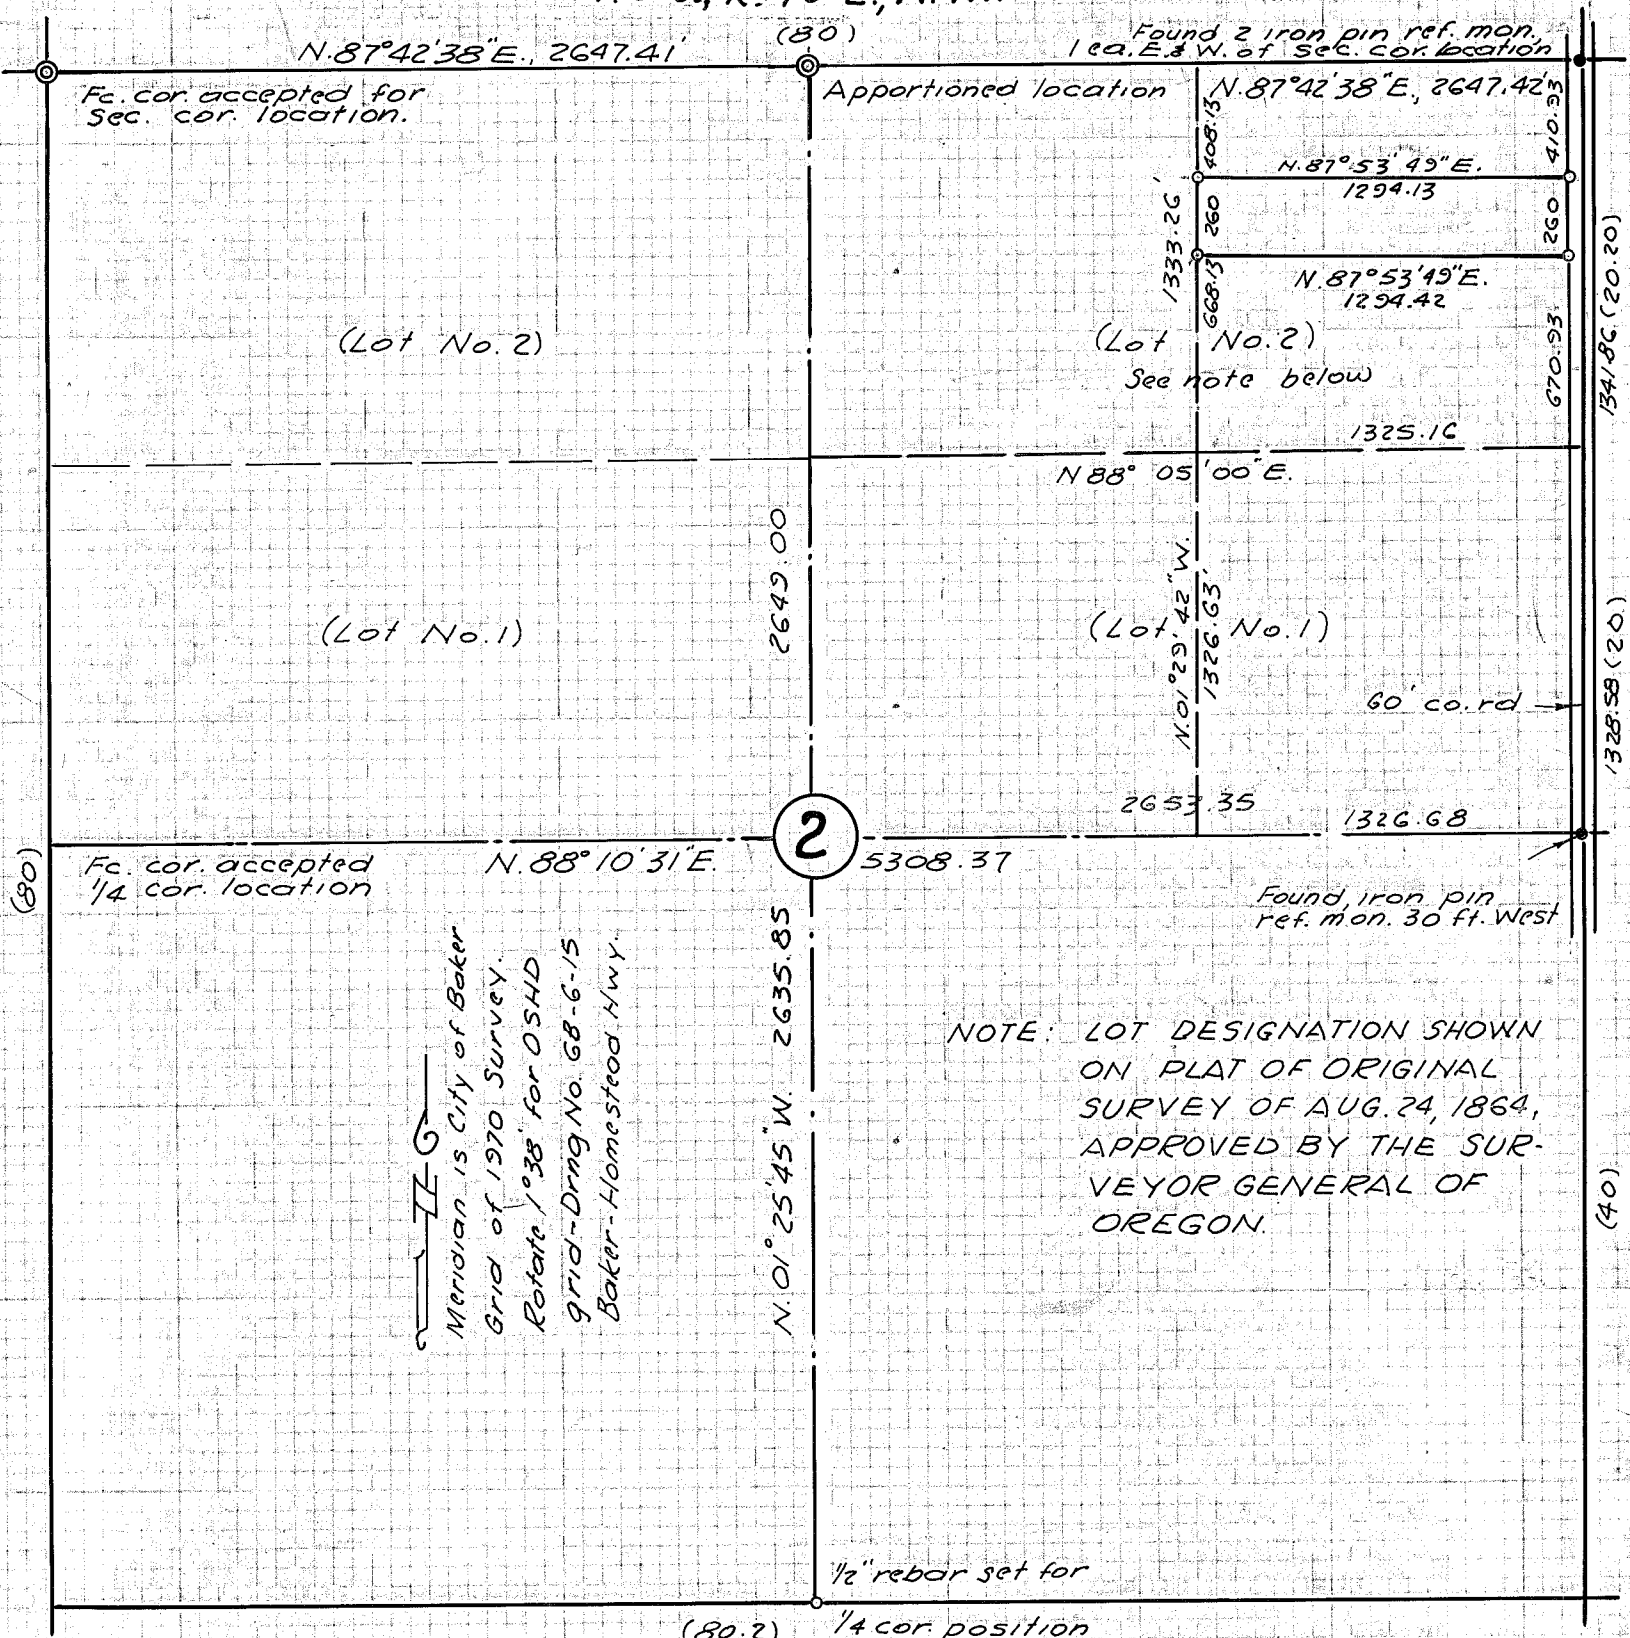 (80)
N.87°42'38"E., 2647.41'
Found 2 iron pin ref. mon.,
1 ea. E.& W. of Sec. cor. location
Fc. cor. accepted for
Sec. cor. location.
Apportioned location
N.87°42'38"E., 2647.42'
408.13
410.93
N.87°53'49"E.
1294.13
1333.26'
260
260
N.87°53'49"E.
1294.42
668.13
670.93
1341.86 (20.20)
(Lot No.2)
(Lot No.2)
See note below
1325.16
N 88° 05' 00"E.
2649.00
N.01°29'42"W.
1326.63'
(Lot No.1)
(Lot No.1)
60' co. rd
1328.58 (20)
2653.35
1326.68
2
(80)
Fc. cor. accepted
1/4 cor. location
N.88°10'31"E.
5308.37
Found, iron pin
ref. mon. 30 ft. West
Meridian is City of Baker
Grid of 1970 Survey.
Rotate 1°38' for OSHD
grid-Drng No. 6B-6-15
Baker-Homestead Hwy.
N.01°25'45"W. 2635.85
NOTE: LOT DESIGNATION SHOWN
ON PLAT OF ORIGINAL
SURVEY OF AUG. 24, 1864,
APPROVED BY THE SUR-
VEYOR GENERAL OF
OREGON.
(40)
1/2" rebar set for
1/4 cor. position
(80.2)